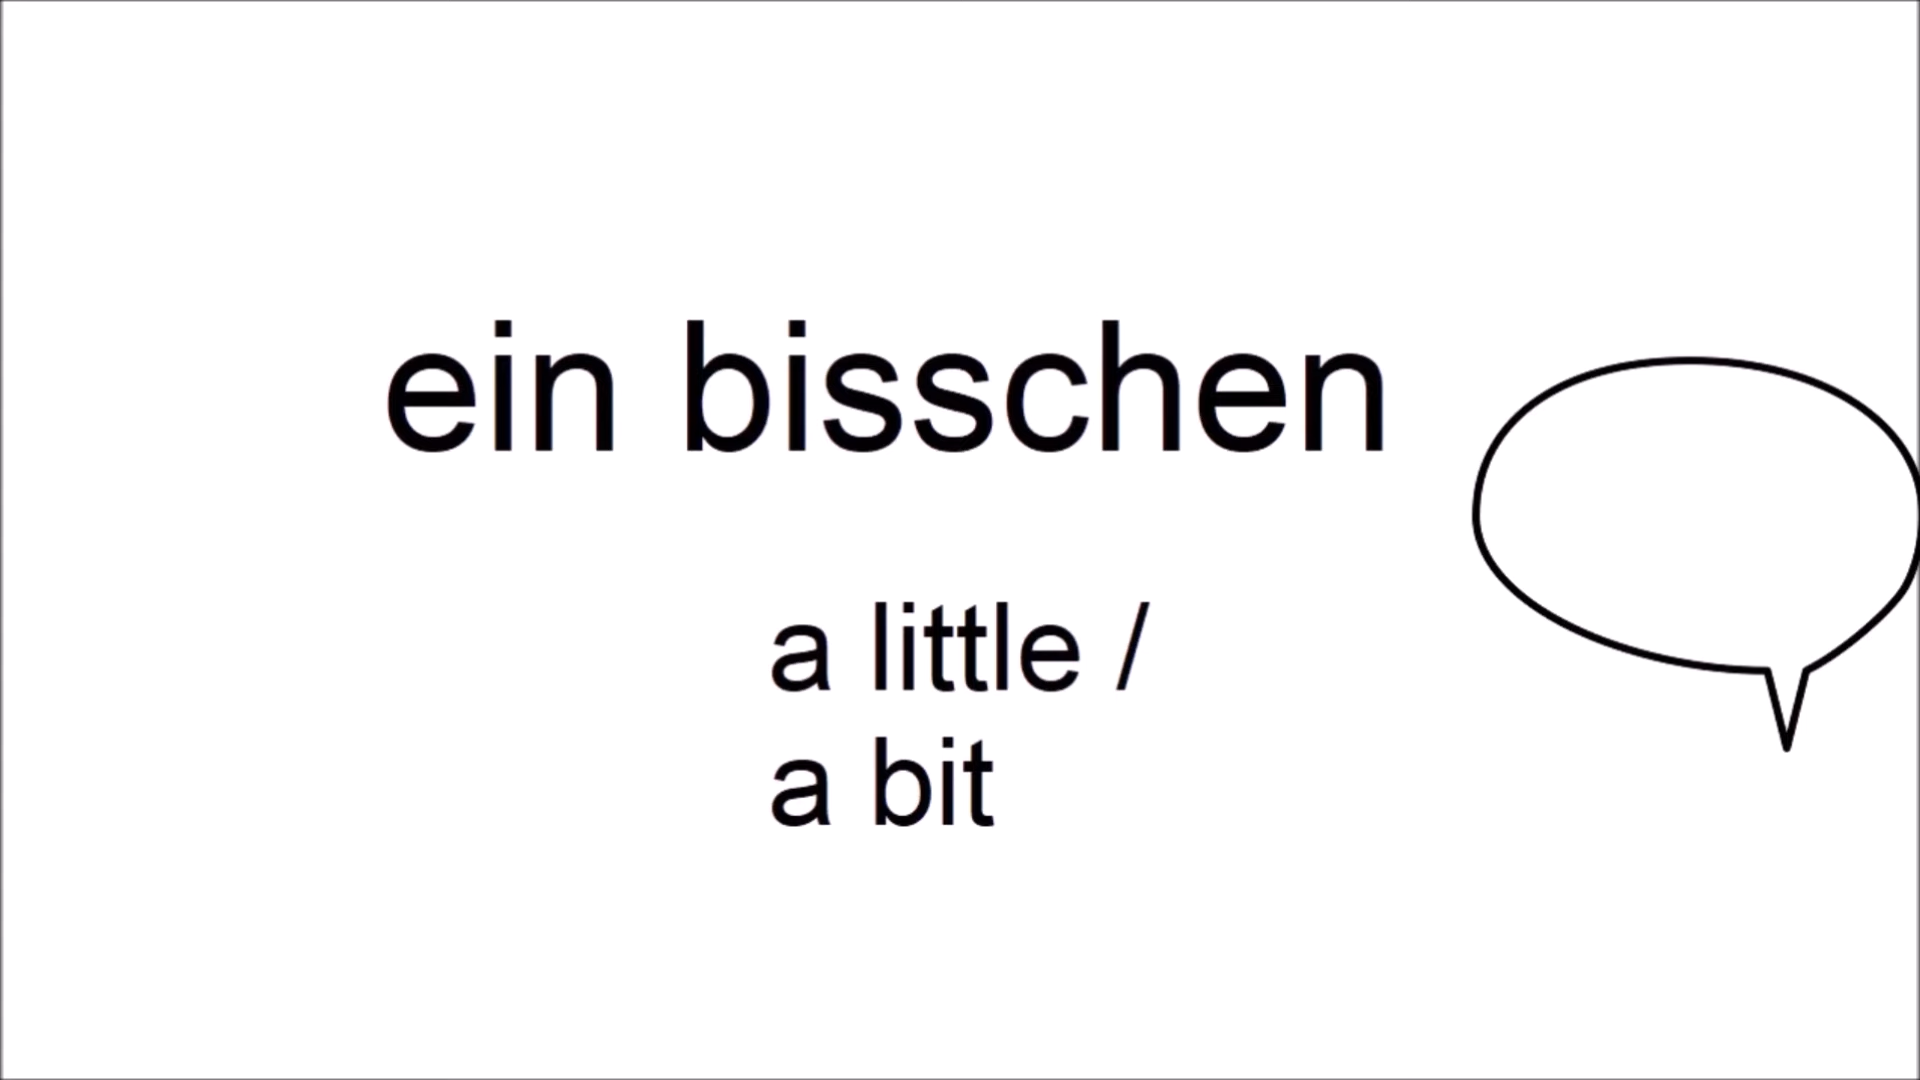 ein bisschen
a little /
a bit